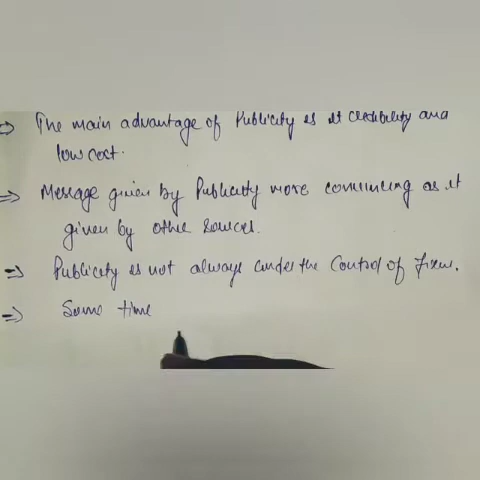 ⇒ The main advantage of Publicity is it credibility and
low cost.
⇒ Message given by Publicity more convincing as it
given by other sources.
⇒ Publicity is not always under the Control of firm.
⇒ Some time